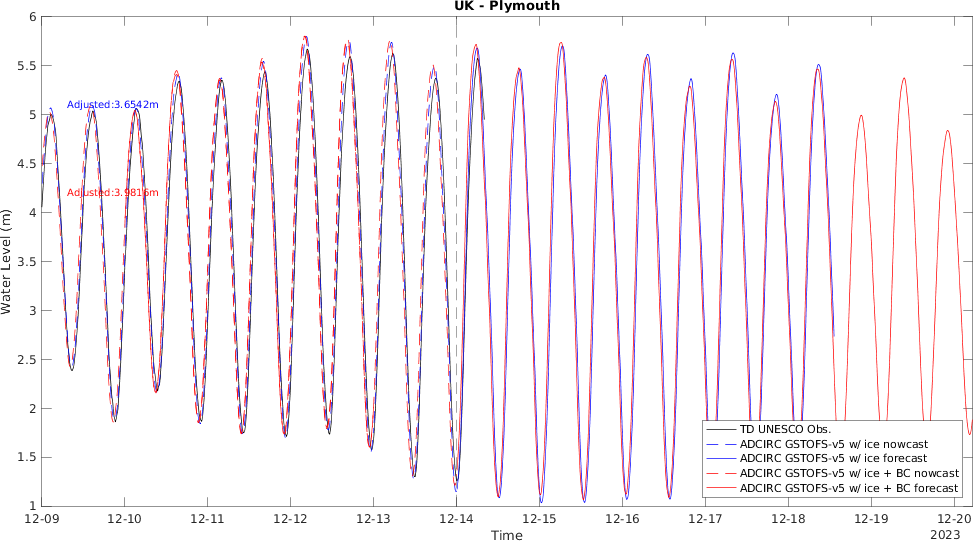 UK - Plymouth
6
5.5
5
4.5
4
3.5
3
2.5
2
1.5
1
Water Level (m)
Adjusted:3.6542m
Adjusted:3.9816m
TD UNESCO Obs.
ADCIRC GSTOFS-v5 w/ ice nowcast
ADCIRC GSTOFS-v5 w/ ice forecast
ADCIRC GSTOFS-v5 w/ ice + BC nowcast
ADCIRC GSTOFS-v5 w/ ice + BC forecast
12-09 12-10 12-11 12-12 12-13 12-14 12-15 12-16 12-17 12-18 12-19 12-20
Time
2023